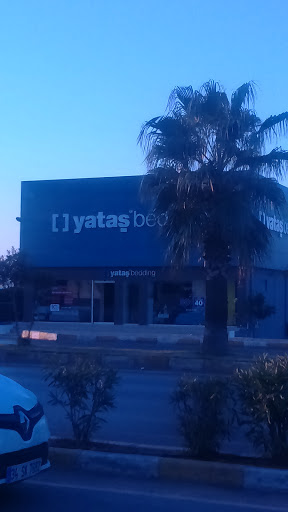 [ ] yataş bed
yataş
yataş bedding
40